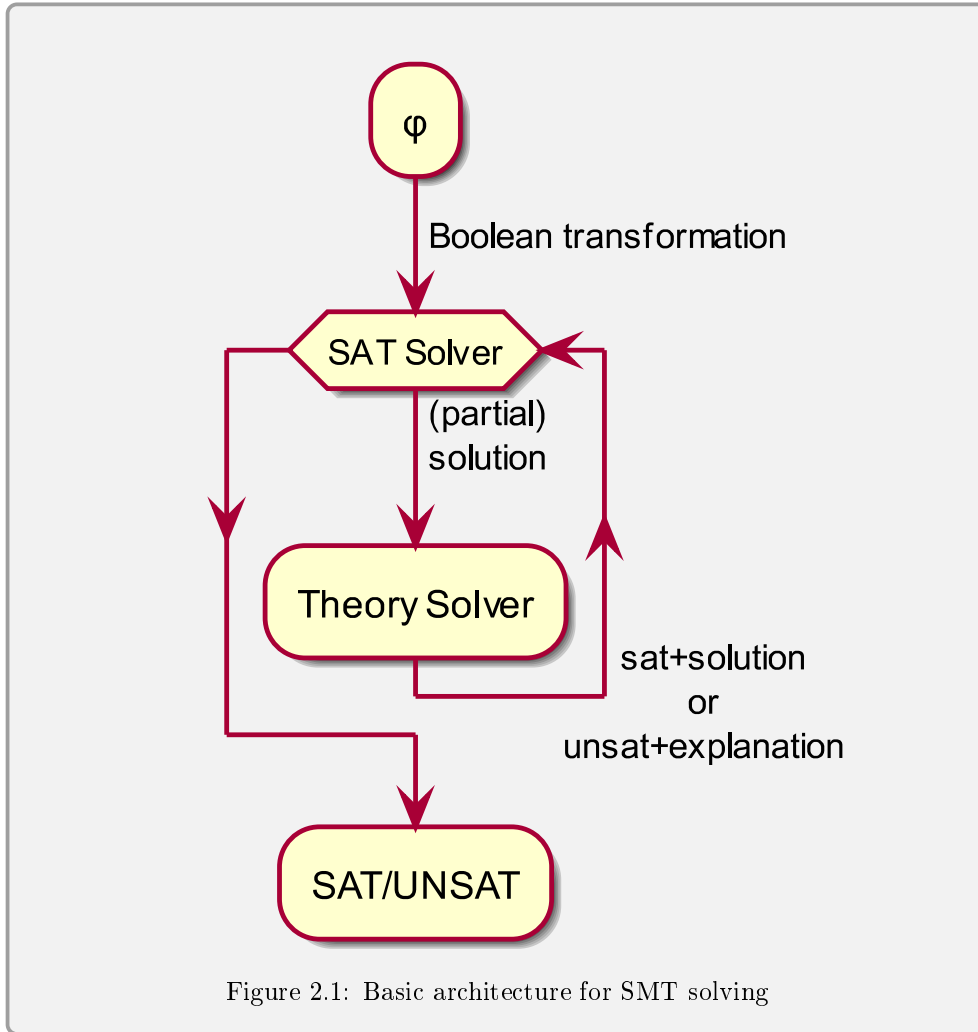 φ
Boolean transformation
SAT Solver
(partial)
solution
Theory Solver
sat+solution
or
unsat+explanation
SAT/UNSAT
Figure 2.1: Basic architecture for SMT solving